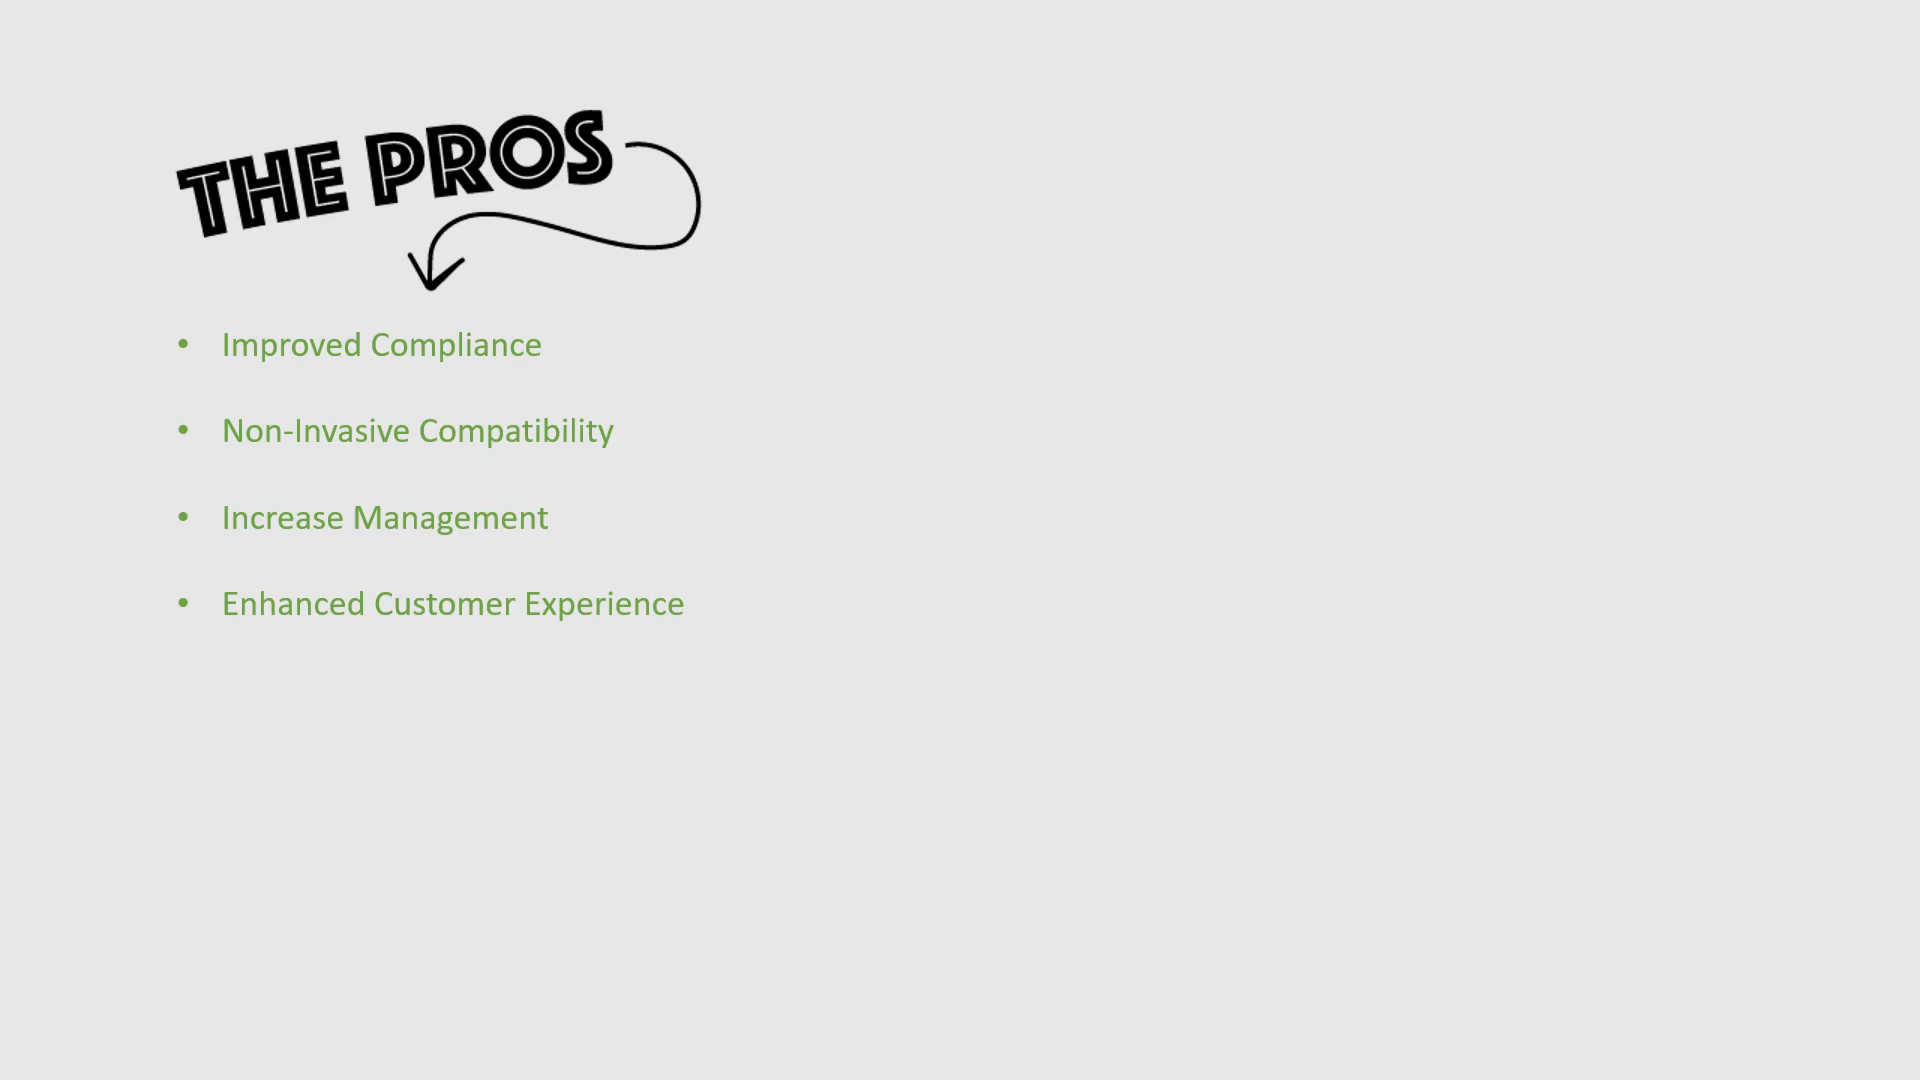 THE PROS
• Improved Compliance
• Non-Invasive Compatibility
• Increase Management
• Enhanced Customer Experience